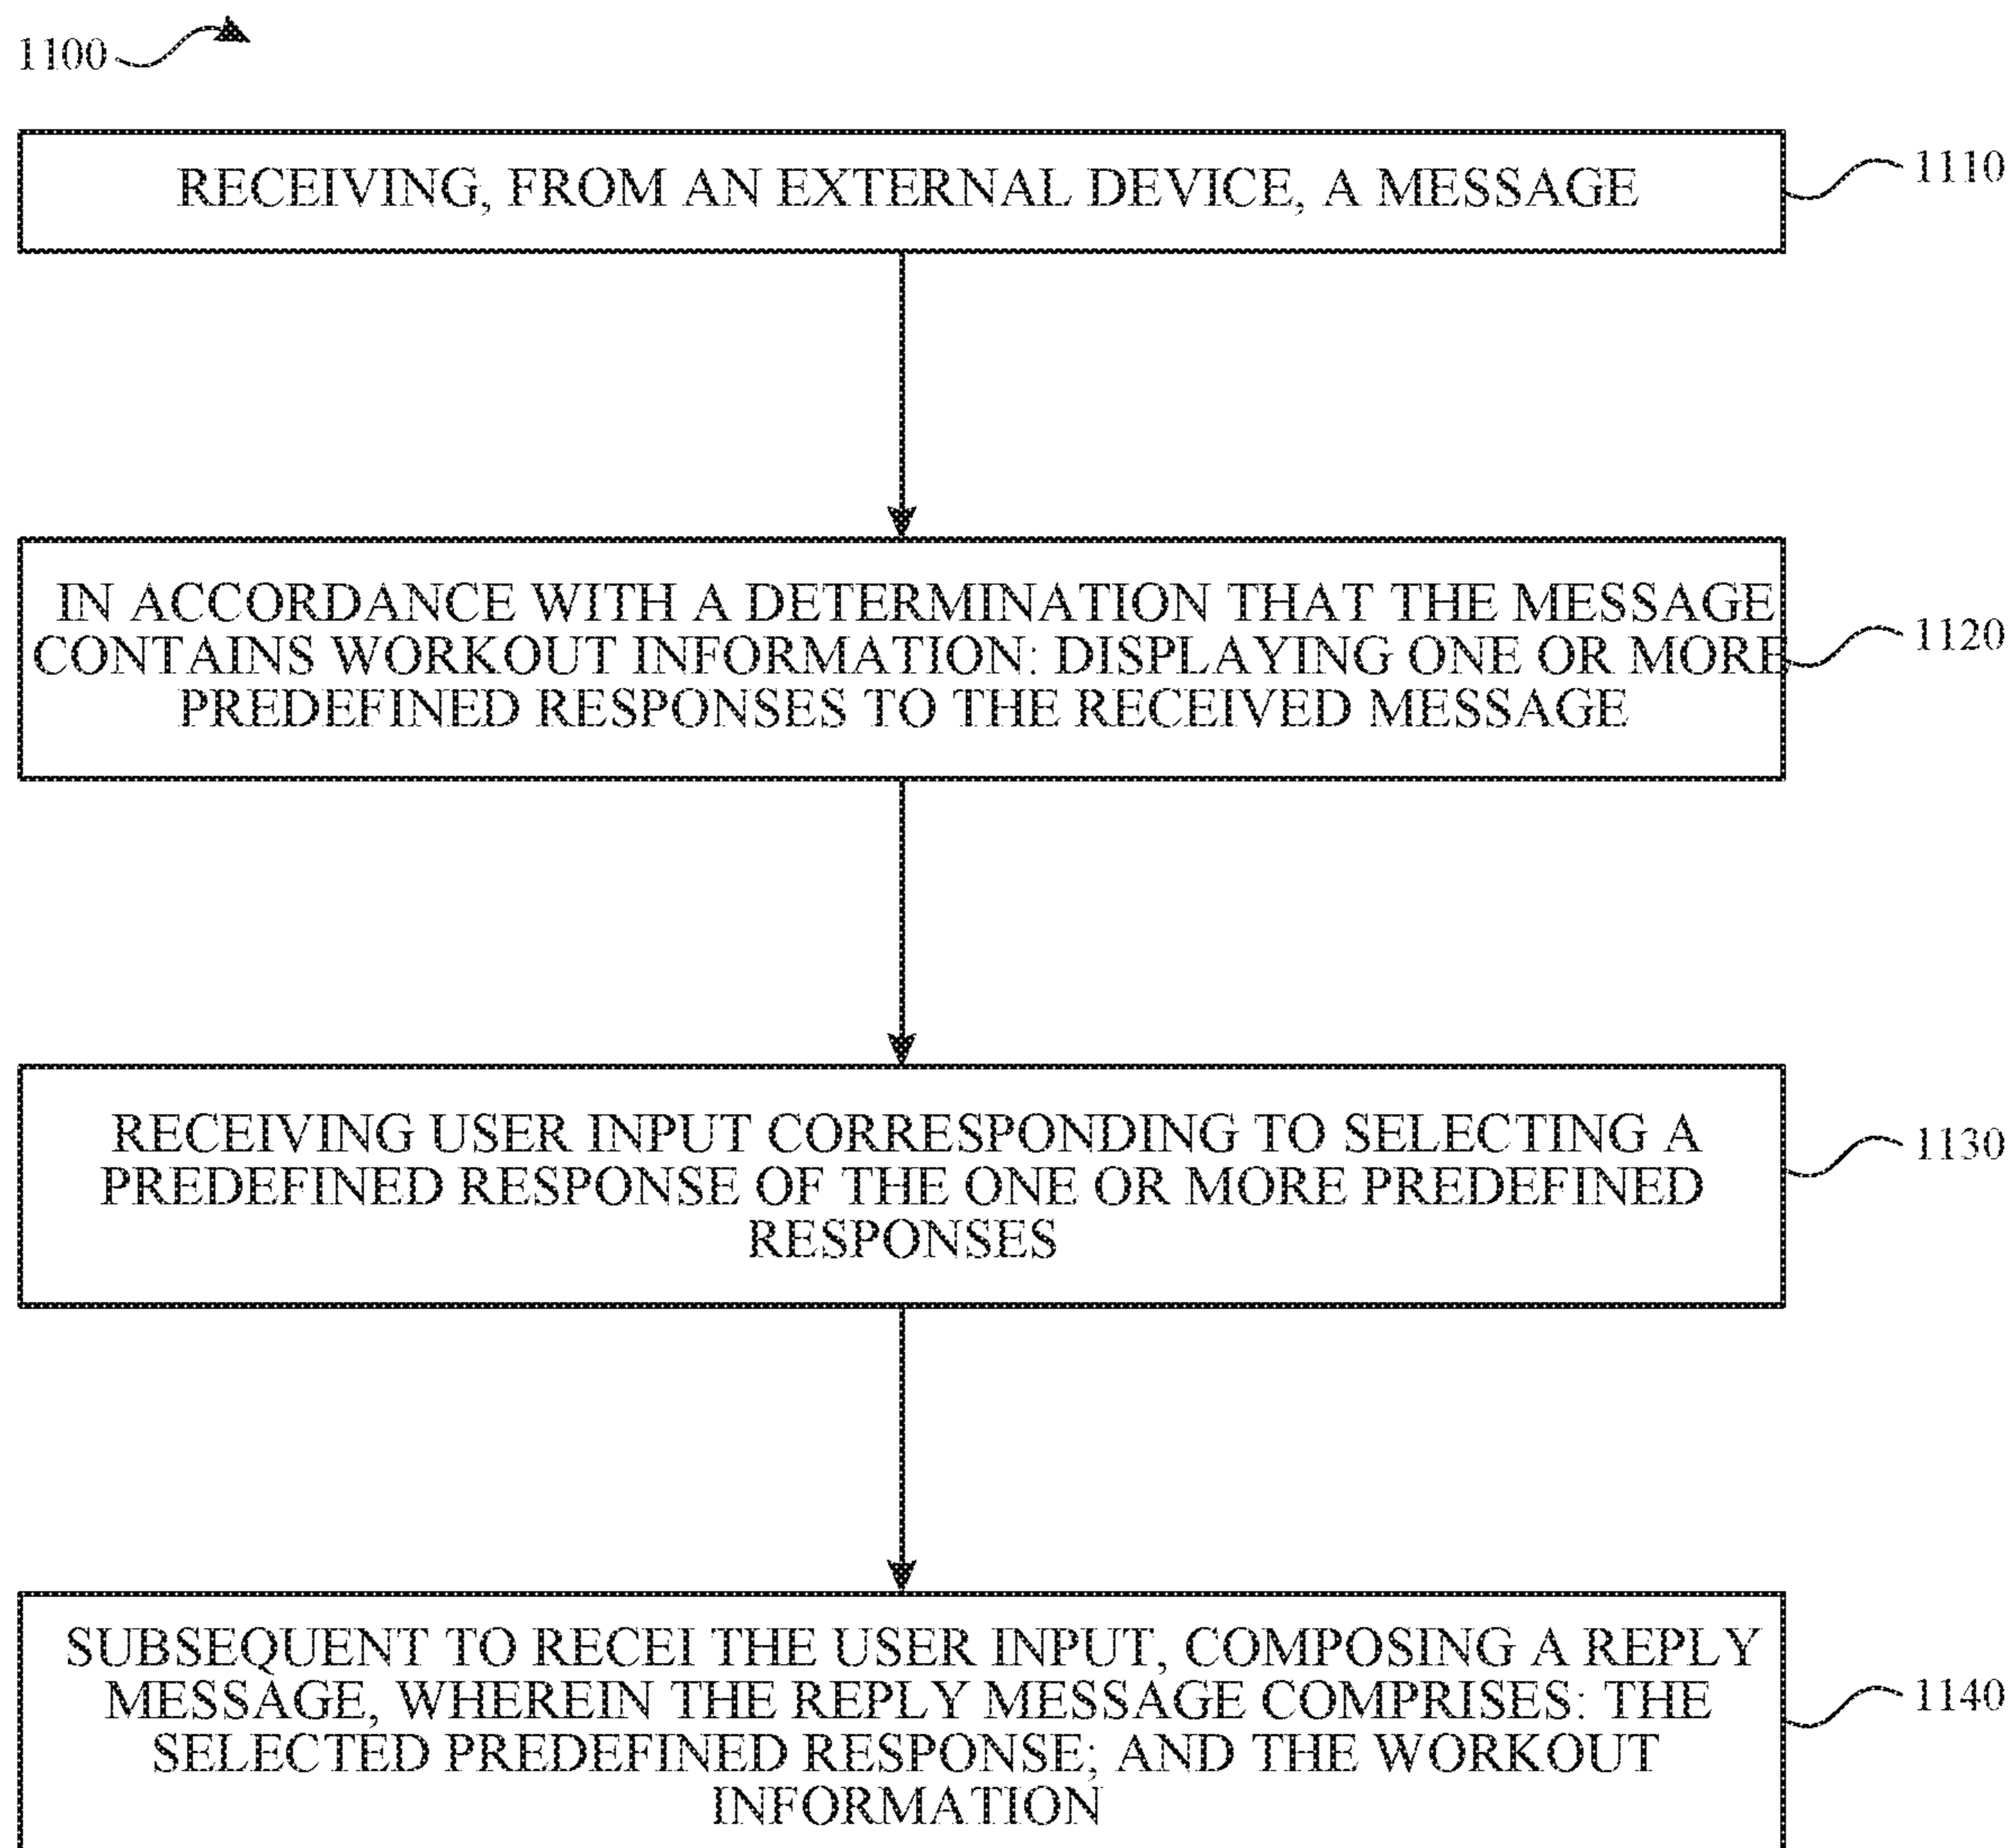 1100
RECEIVING, FROM AN EXTERNAL DEVICE, A MESSAGE
1110
IN ACCORDANCE WITH A DETERMINATION THAT THE MESSAGE
CONTAINS WORKOUT INFORMATION: DISPLAYING ONE OR MORE
PREDEFINED RESPONSES TO THE RECEIVED MESSAGE
1120
RECEIVING USER INPUT CORRESPONDING TO SELECTING A
PREDEFINED RESPONSE OF THE ONE OR MORE PREDEFINED
RESPONSES
1130
SUBSEQUENT TO RECEI THE USER INPUT, COMPOSING A REPLY
MESSAGE, WHEREIN THE REPLY MESSAGE COMPRISES: THE
SELECTED PREDEFINED RESPONSE; AND THE WORKOUT
INFORMATION
1140